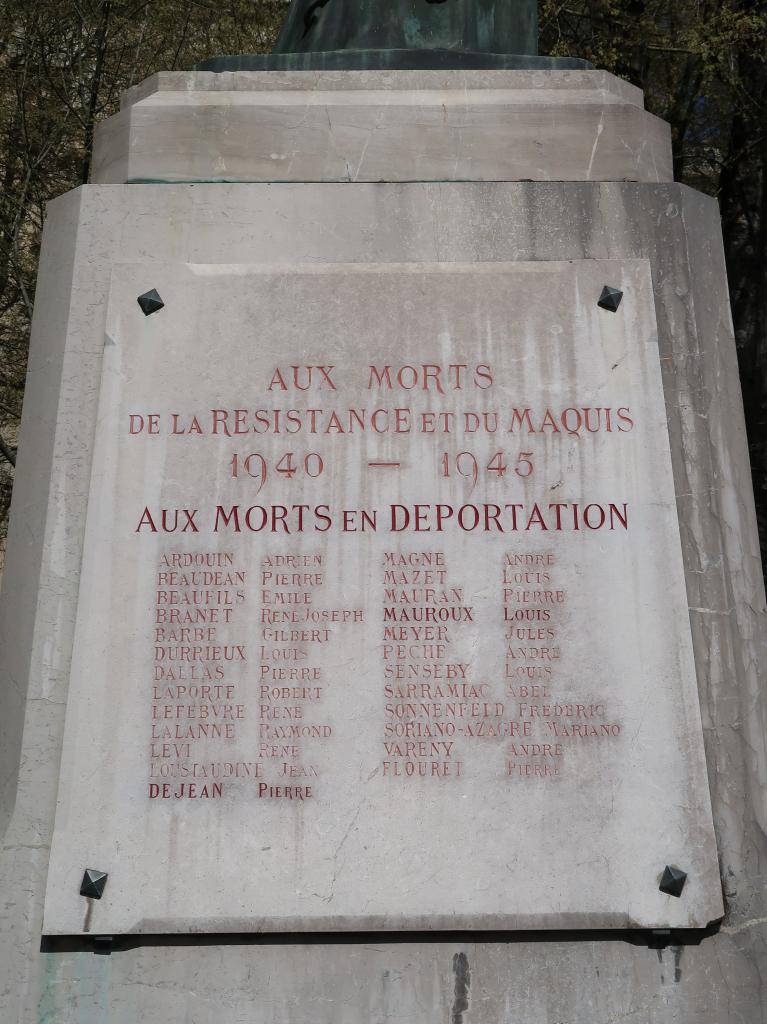 AUX MORTS
DE LA RESISTANCE ET DU MAQUIS
1940 — 1945
AUX MORTS EN DEPORTATION
ARDOUIN ADRIEN
BEAUDEAN PIERRE
BEAUFILS EMILE
BRANET RENE JOSEPH
BARBE GILBERT
DURRIEUX LOUIS
DALLAS PIERRE
LAPORTE ROBERT
LEFEBVRE RENE
LALANNE RAYMOND
LEVI RENE
LOUSTAUDINE JEAN
DEJEAN PIERRE
MAGNE ANDRE
MAZET LOUIS
MAURAN PIERRE
MAUROUX LOUIS
MEYER JULES
PECHE ANDRE
SENSEBY LOUIS
SARRAMIAC ABEL
SONNENFELD FREDERIC
SORIANO-AZAGRE MARIANO
VARENY ANDRE
FLOURET PIERRE